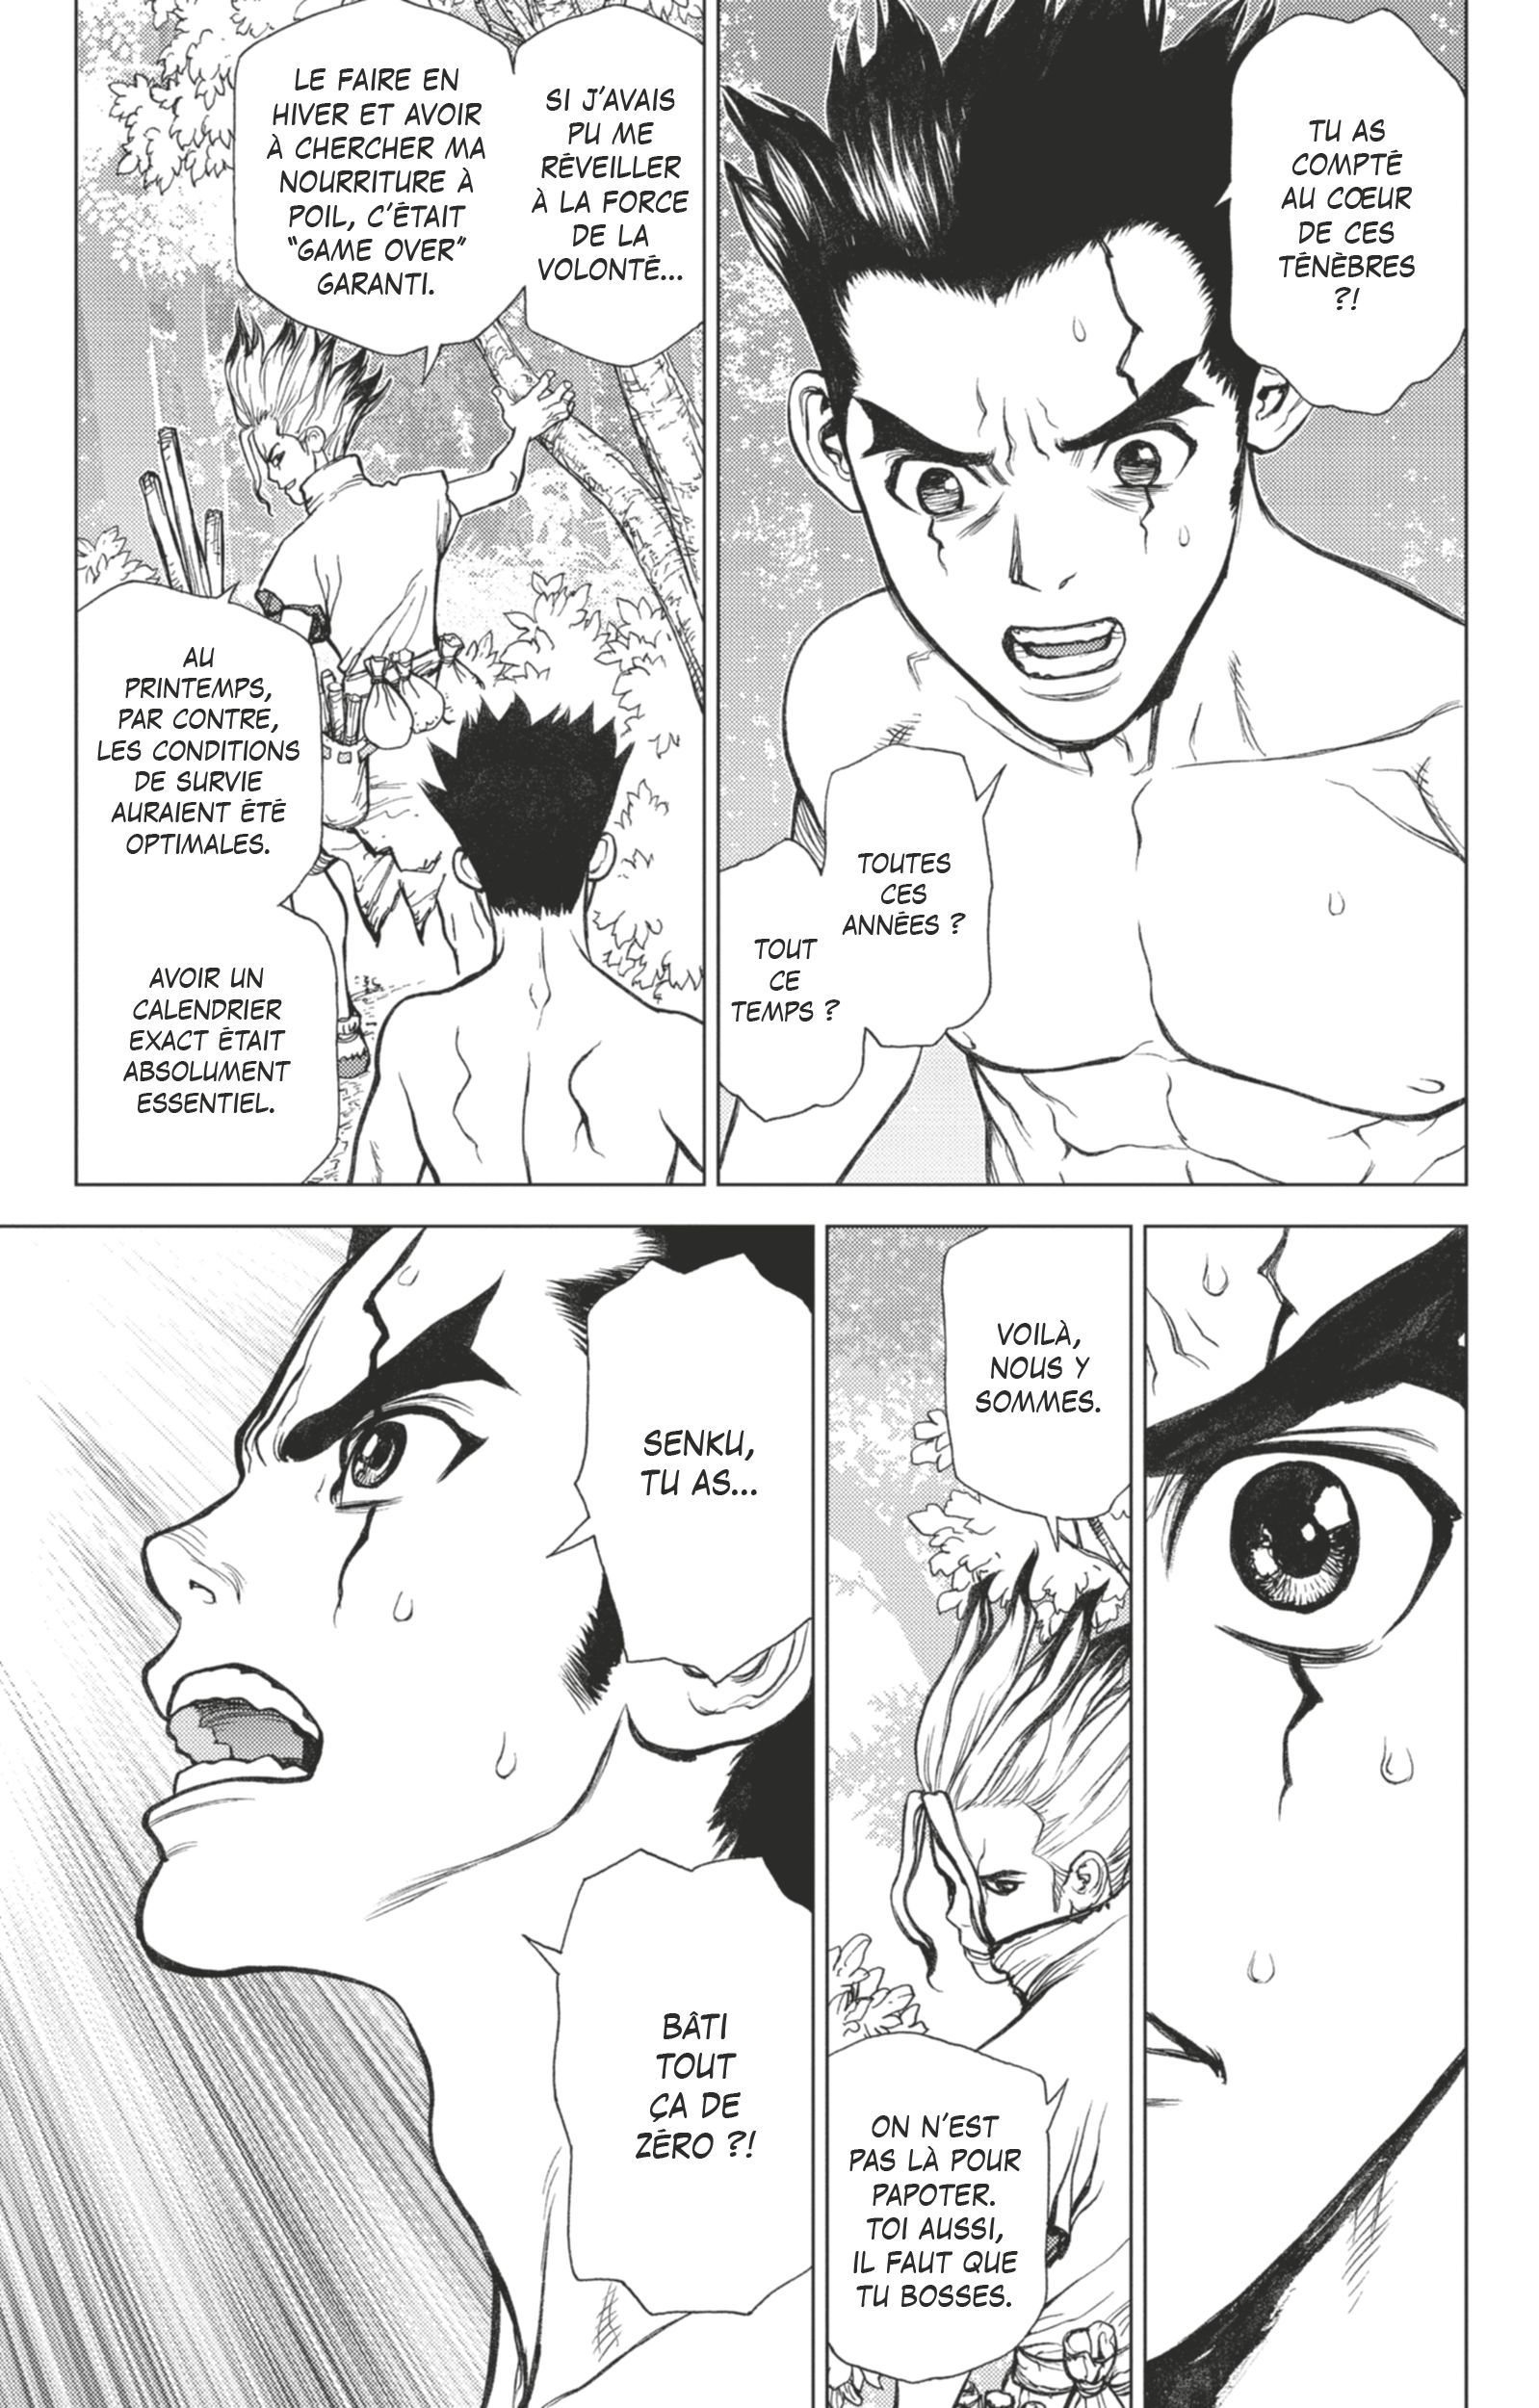 TU AS
COMPTÉ
AU CŒUR
DE CES
TÉNÈBRES
?!
TOUTES
CES
ANNÉES ?
TOUT
CE
TEMPS ?
SI J'AVAIS
PU ME
RÉVEILLER
À LA FORCE
DE LA
VOLONTÉ...
LE FAIRE EN
HIVER ET AVOIR
À CHERCHER MA
NOURRITURE À
POIL, C'ÉTAIT
"GAME OVER"
GARANTI.
AU
PRINTEMPS,
PAR CONTRE,
LES CONDITIONS
DE SURVIE
AURAIENT ÉTÉ
OPTIMALES.
AVOIR UN
CALENDRIER
EXACT ÉTAIT
ABSOLUMENT
ESSENTIEL.
VOILÀ,
NOUS Y
SOMMES.
ON N'EST
PAS LÀ POUR
PAPOTER.
TOI AUSSI,
IL FAUT QUE
TU BOSSES.
SENKU,
TU AS...
BÂTI
TOUT
ÇA DE
ZÉRO ?!